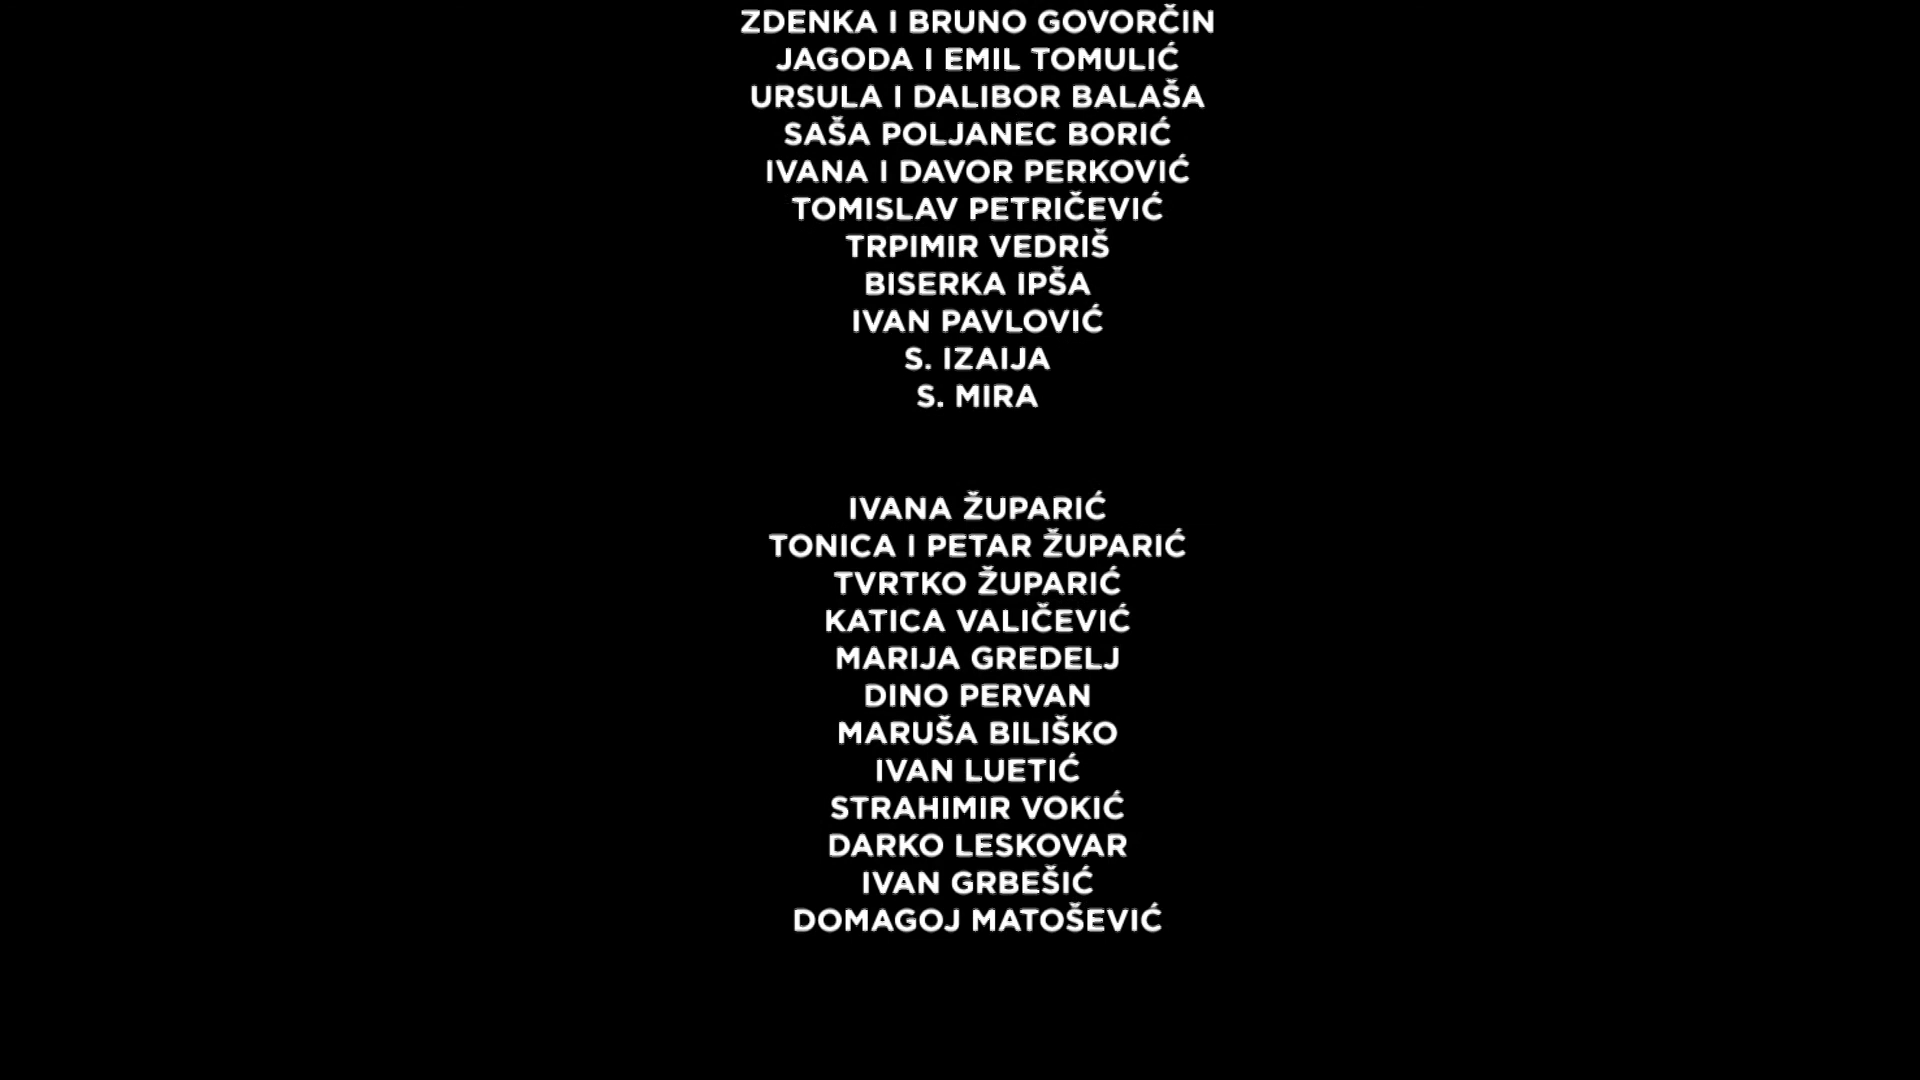 ZDENKA I BRUNO GOVORČIN
JAGODA I EMIL TOMULIĆ
URSULA I DALIBOR BALAŠA
SAŠA POLJANEC BORIĆ
IVANA I DAVOR PERKOVIĆ
TOMISLAV PETRIČEVIĆ
TRPIMIR VEDRIŠ
BISERKA IPŠA
IVAN PAVLOVIĆ
S. IZAIJA
S. MIRA
IVANA ŽUPARIĆ
TONICA I PETAR ŽUPARIĆ
TVRTKO ŽUPARIĆ
KATICA VALIČEVIĆ
MARIJA GREDELJ
DINO PERVAN
MARUŠA BILIŠKO
IVAN LUETIĆ
STRAHIMIR VOKIĆ
DARKO LESKOVAR
IVAN GRBEŠIĆ
DOMAGOJ MATOŠEVIĆ